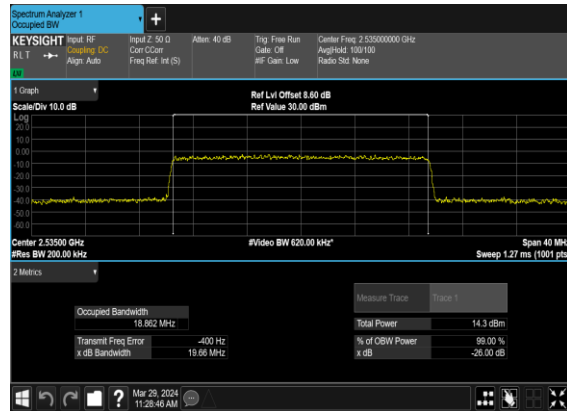 Spectrum Analyzer 1
Occupied BW
+
KEYSIGHT Input: RF Input Z: 50 Ω Atten: 40 dB Trig: Free Run Center Freq: 2.535000000 GHz
RLT Coupling: DC Corr CCorr Gate: Off Avg|Hold: 100/100
Align: Auto Freq Ref: Int (S) #IF Gain: Low Radio Std: None
LW
1 Graph Ref Lvl Offset 8.60 dB
Scale/Div 10.0 dB Ref Value 30.00 dBm
Log
20.0
10.0
0.00
-10.0
-20.0
-30.0
-40.0
-50.0
-60.0
Center 2.53500 GHz #Video BW 620.00 kHz* Span 40 MHz
#Res BW 200.00 kHz Sweep 1.27 ms (1001 pts
2 Metrics
Measure Trace Trace 1
Occupied Bandwidth
18.862 MHz Total Power 14.3 dBm
Transmit Freq Error -400 Hz % of OBW Power 99.00 %
x dB Bandwidth 19.66 MHz x dB -26.00 dB
? Mar 29, 2024
11:28:46 AM